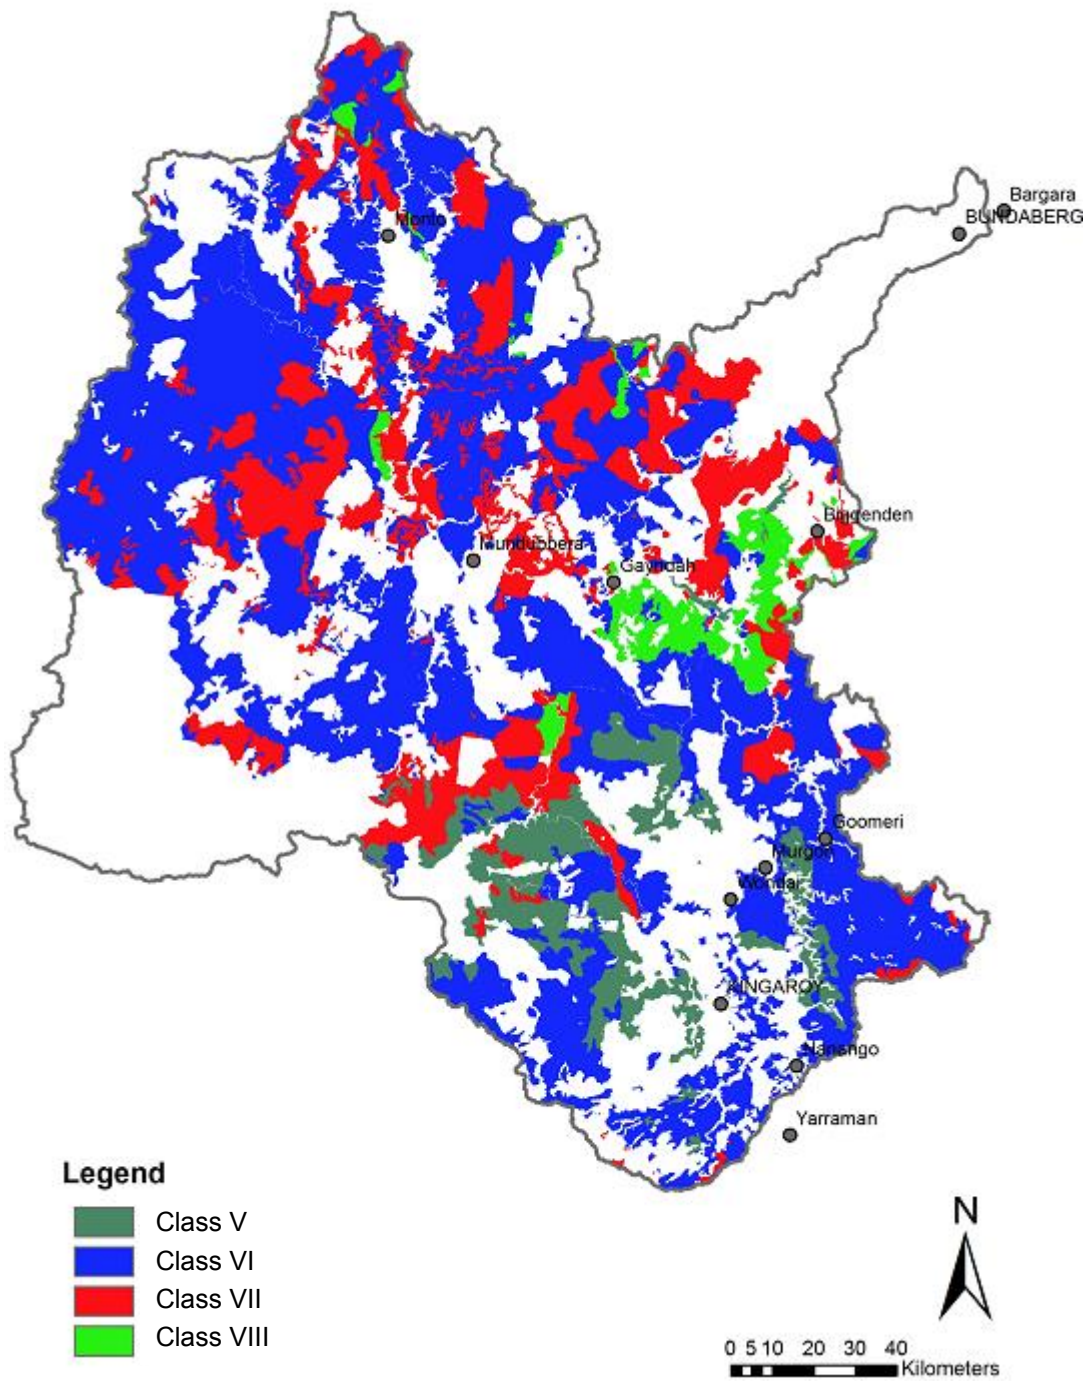 Bargara
BUNDABERG
Monto
Biggenden
Mundubbera
Gayndah
Goomeri
Murgon
Wondai
KINGAROY
Nanango
Yarraman
Legend
Class V
Class VI
Class VII
Class VIII
N
0 5 10 20 30 40
Kilometers